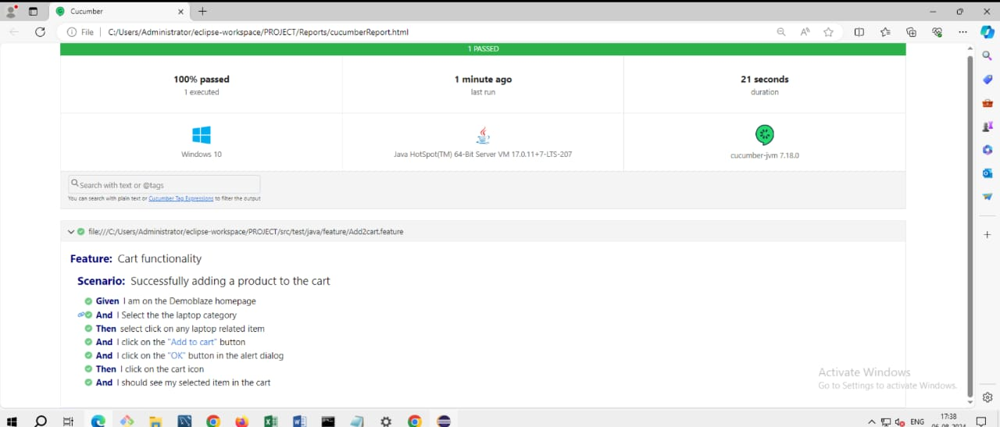 Cucumber
File
C:/Users/Administrator/eclipse-workspace/PROJECT/Reports/cucumberReport.html
1 PASSED
100% passed
1 executed
1 minute ago
last run
21 seconds
duration
Windows 10
Java HotSpot(TM) 64-Bit Server VM 17.0.11+7-LTS-207
cucumber-jvm 7.18.0
Search with text or @tags
You can search with plain text or Cucumber Tag Expressions to filter the output
file:///C:/Users/Administrator/eclipse-workspace/PROJECT/src/test/java/feature/Add2cart.feature
Feature: Cart functionality
Scenario: Successfully adding a product to the cart
Given I am on the Demoblaze homepage
And I Select the the laptop category
Then select click on any laptop related item
And I click on the "Add to cart" button
And I click on the "OK" button in the alert dialog
Then I click on the cart icon
And I should see my selected item in the cart
Activate Windows
Go to Settings to activate Windows.
ENG
17:38
06-08-2024